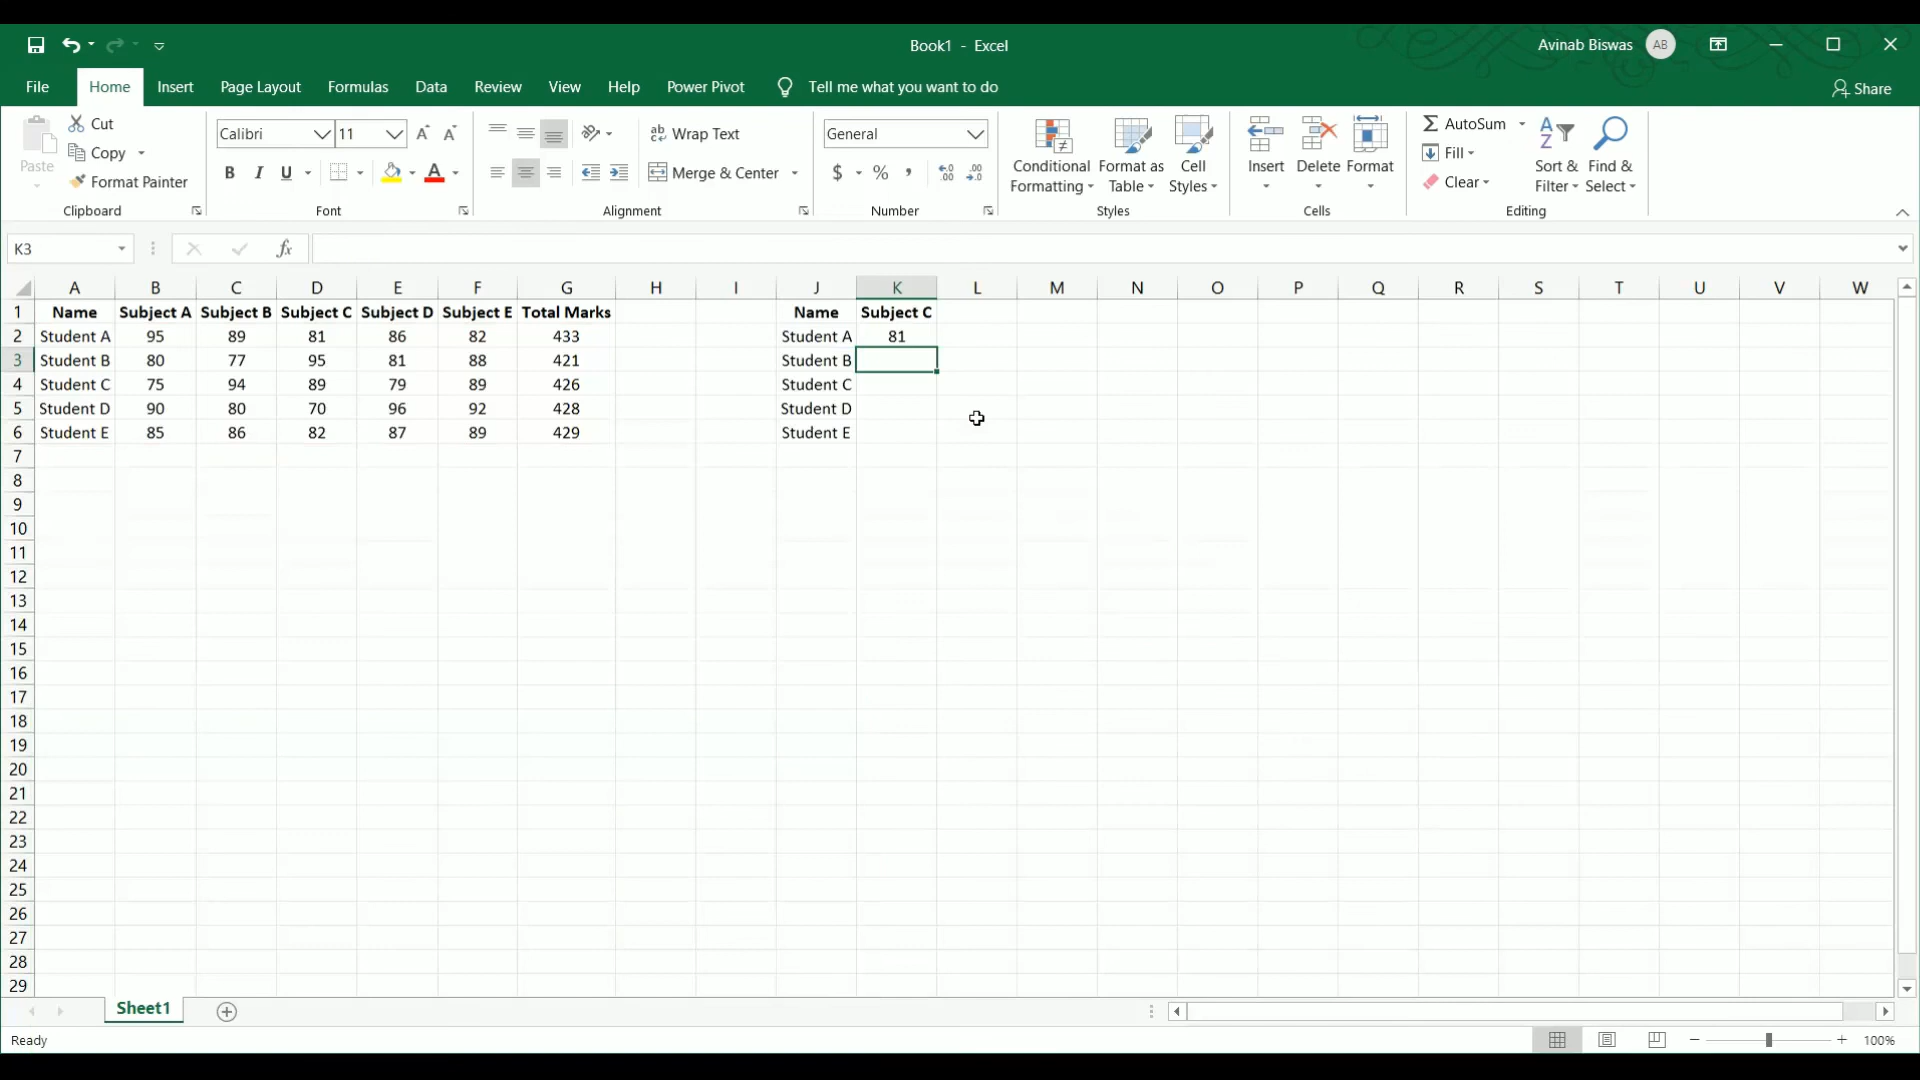 Book1 - Excel
Avinab Biswas AB
File Home Insert Page Layout Formulas Data Review View Help Power Pivot Tell me what you want to do Share
Paste
Cut
Copy
Format Painter
Clipboard
Calibri 11 A A
B I U A
Font
ab Wrap Text
Merge & Center
Alignment
General
$ % ,
Number
Conditional Formatting
Format as Table
Cell Styles
Styles
Insert Delete Format
Cells
AutoSum
Fill
Clear
Sort & Filter
Find & Select
Editing
K3 fx
A B C D E F G H I J K L M N O P Q R S T U V W
1 Name Subject A Subject B Subject C Subject D Subject E Total Marks Name Subject C
2 Student A 95 89 81 86 82 433 Student A 81
3 Student B 80 77 95 81 88 421 Student B
4 Student C 75 94 89 79 89 426 Student C
5 Student D 90 80 70 96 92 428 Student D
6 Student E 85 86 82 87 89 429 Student E
7
8
9
10
11
12
13
14
15
16
17
18
19
20
21
22
23
24
25
26
27
28
29
Sheet1
Ready 100%